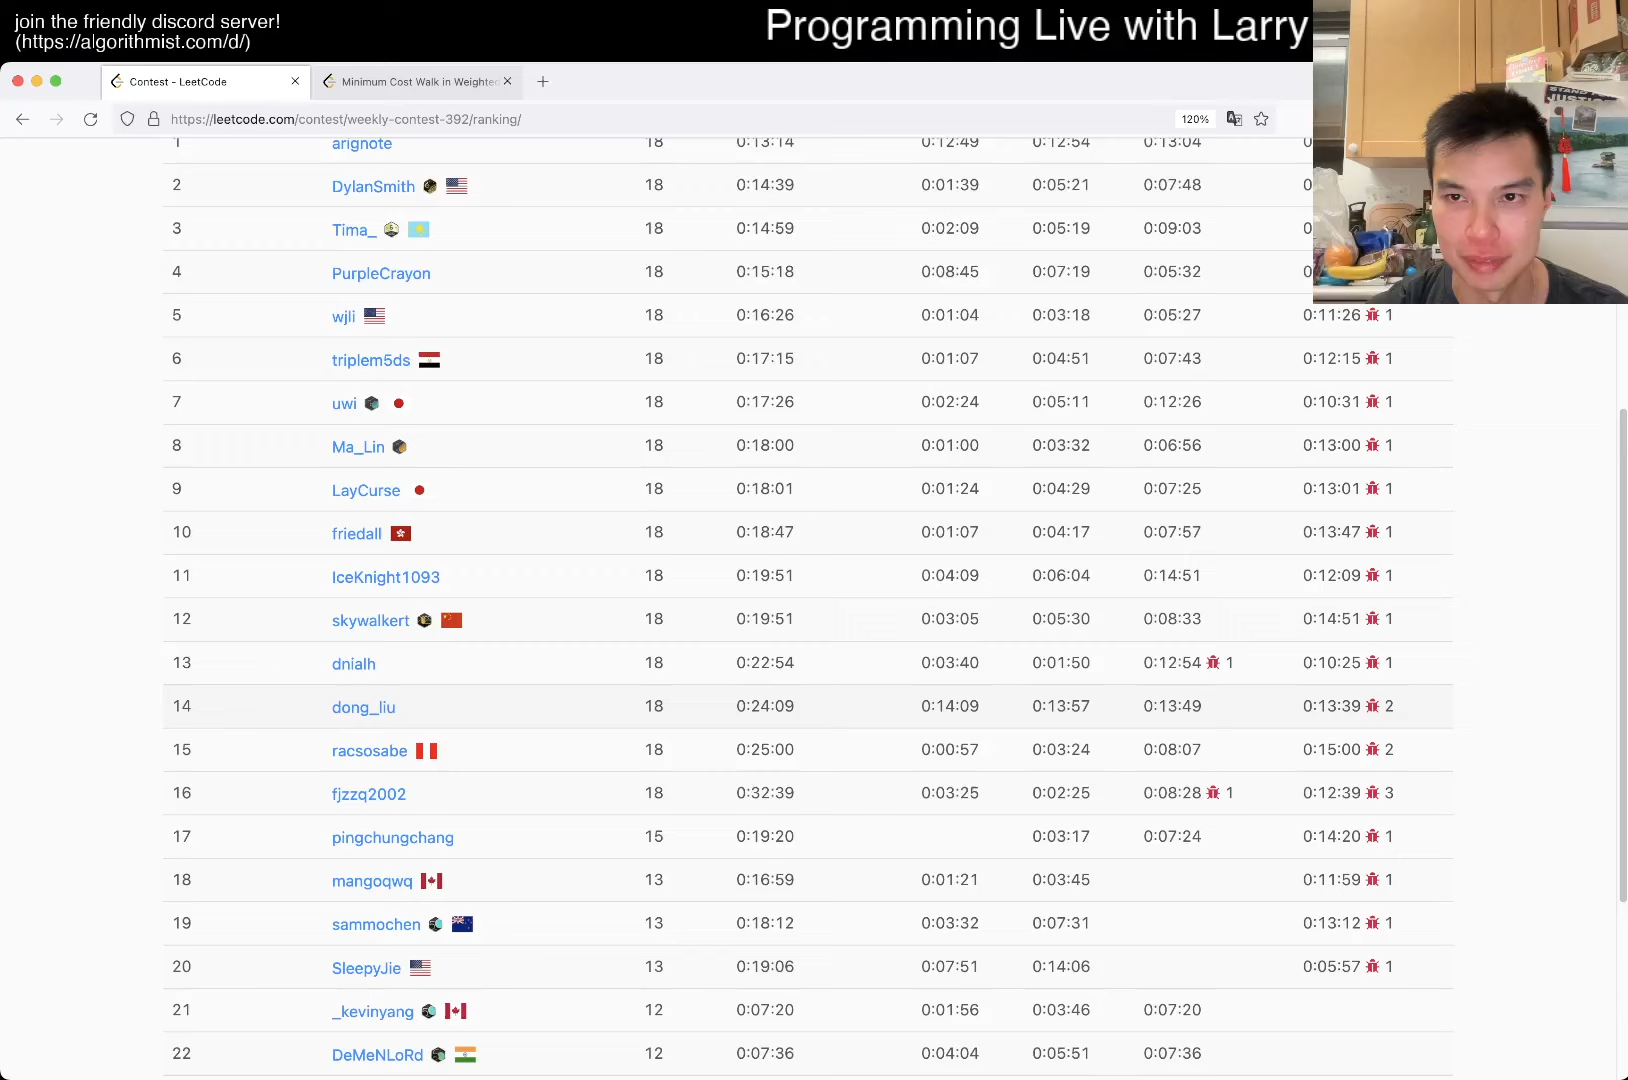 join the friendly discord server!
(https://algorithmist.com/d/)
Programming Live with Larry
Contest - LeetCode
Minimum Cost Walk in Weighted
https://leetcode.com/contest/weekly-contest-392/ranking/
120%
1 arignote 18 0:13:14 0:12:49 0:12:54 0:13:04 0
2 DylanSmith 18 0:14:39 0:01:39 0:05:21 0:07:48 0
3 Tima_ 18 0:14:59 0:02:09 0:05:19 0:09:03 0
4 PurpleCrayon 18 0:15:18 0:08:45 0:07:19 0:05:32 0
5 wjli 18 0:16:26 0:01:04 0:03:18 0:05:27 0:11:26 1
6 triplem5ds 18 0:17:15 0:01:07 0:04:51 0:07:43 0:12:15 1
7 uwi 18 0:17:26 0:02:24 0:05:11 0:12:26 0:10:31 1
8 Ma_Lin 18 0:18:00 0:01:00 0:03:32 0:06:56 0:13:00 1
9 LayCurse 18 0:18:01 0:01:24 0:04:29 0:07:25 0:13:01 1
10 friedall 18 0:18:47 0:01:07 0:04:17 0:07:57 0:13:47 1
11 IceKnight1093 18 0:19:51 0:04:09 0:06:04 0:14:51 0:12:09 1
12 skywalkert 18 0:19:51 0:03:05 0:05:30 0:08:33 0:14:51 1
13 dnialh 18 0:22:54 0:03:40 0:01:50 0:12:54 1 0:10:25 1
14 dong_liu 18 0:24:09 0:14:09 0:13:57 0:13:49 0:13:39 2
15 racsosabe 18 0:25:00 0:00:57 0:03:24 0:08:07 0:15:00 2
16 fjzzq2002 18 0:32:39 0:03:25 0:02:25 0:08:28 1 0:12:39 3
17 pingchungchang 15 0:19:20 0:03:17 0:07:24 0:14:20 1
18 mangoqwq 13 0:16:59 0:01:21 0:03:45 0:11:59 1
19 sammochen 13 0:18:12 0:03:32 0:07:31 0:13:12 1
20 SleepyJie 13 0:19:06 0:07:51 0:14:06 0:05:57 1
21 _kevinyang 12 0:07:20 0:01:56 0:03:46 0:07:20
22 DeMeNLoRd 12 0:07:36 0:04:04 0:05:51 0:07:36